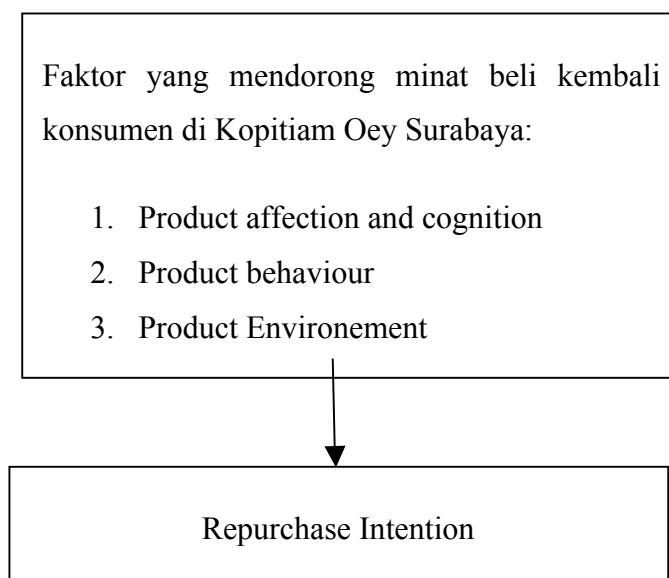 Faktor yang mendorong minat beli kembali
konsumen di Kopitiam Oey Surabaya:
1. Product affection and cognition
2. Product behaviour
3. Product Environement
Repurchase Intention